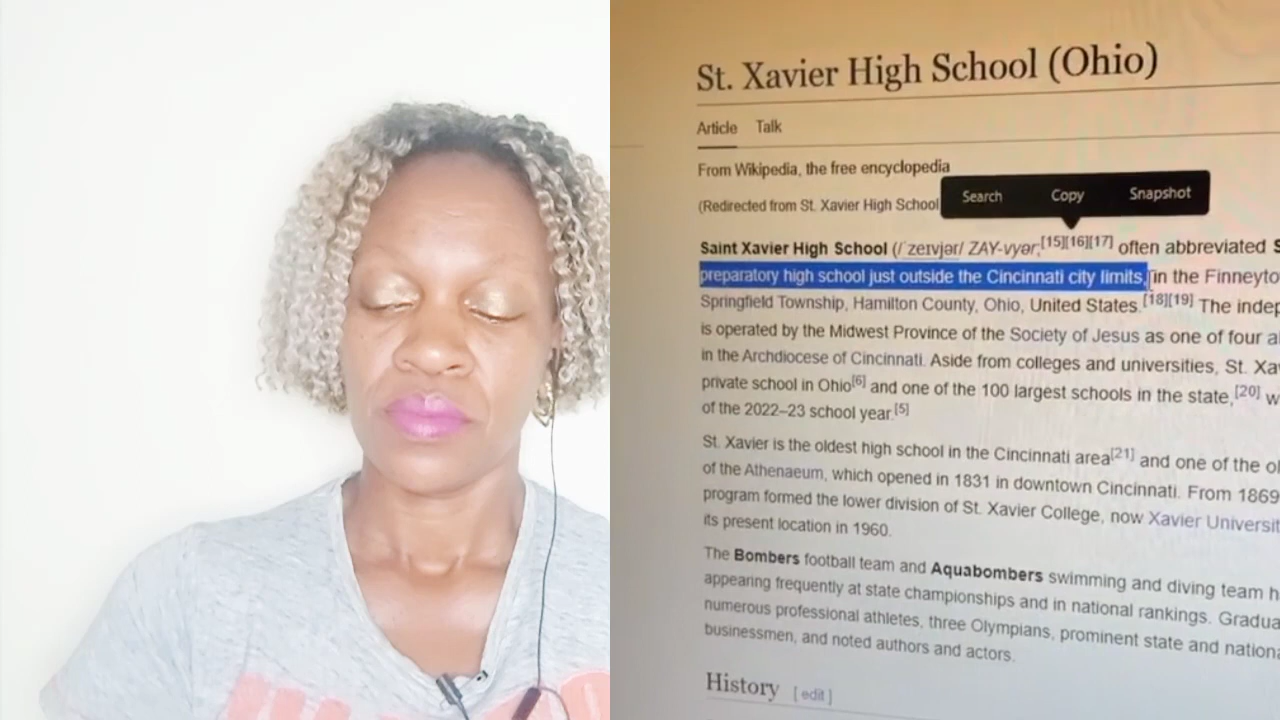 St. Xavier High School (Ohio)
Article Talk
From Wikipedia, the free encyclopedia
Search Copy Snapshot
(Redirected from St. Xavier High School
Saint Xavier High School (/ˈzeɪvjər/ ZAY-vyər;[15][16][17] often abbreviated S
preparatory high school just outside the Cincinnati city limits, in the Finneyto
Springfield Township, Hamilton County, Ohio, United States.[18][19] The indep
is operated by the Midwest Province of the Society of Jesus as one of four a
in the Archdiocese of Cincinnati. Aside from colleges and universities, St. Xa
private school in Ohio[6] and one of the 100 largest schools in the state,[20] w
of the 2022–23 school year.[5]
St. Xavier is the oldest high school in the Cincinnati area[21] and one of the ol
of the Athenaeum, which opened in 1831 in downtown Cincinnati. From 1869
program formed the lower division of St. Xavier College, now Xavier Universit
its present location in 1960.
The Bombers football team and Aquabombers swimming and diving team h
appearing frequently at state championships and in national rankings. Gradua
numerous professional athletes, three Olympians, prominent state and nationa
businessmen, and noted authors and actors.
History [ edit ]